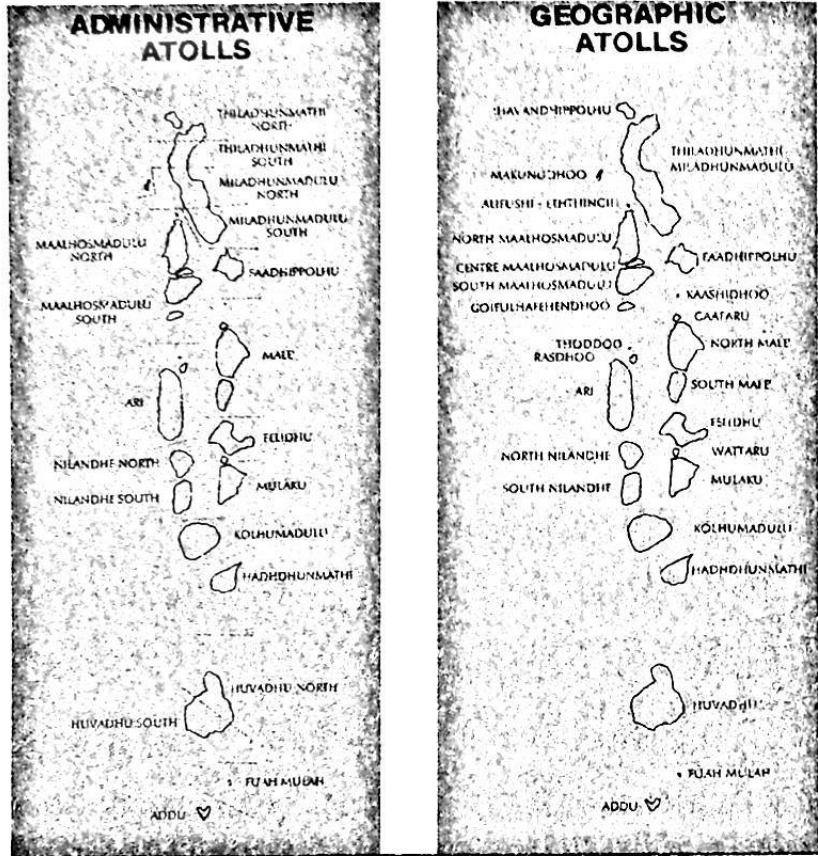 ADMINISTRATIVE
ATOLLS
THILADHUNMATHI
NORTH
THILADHUNMATHI
SOUTH
MILADHUNMADULU
NORTH
MILADHUNMADULU
SOUTH
MAALHOSMADULU
NORTH
FAADHIPPOLHU
MAALHOSMADULU
SOUTH
MALE'
ARI
FELIDHU
NILANDHE NORTH
MULAKU
NILANDHE SOUTH
KOLHUMADULU
HADHDHUNMATHI
HUVADHU NORTH
HUVADHU SOUTH
FUAH MULAH
ADDU
GEOGRAPHIC
ATOLLS
IHAVANDHIPPOLHU
THILADHUNMATHI
MILADHUNMADULU
MAKUNUDHOO
NORTH MAALHOSMADULU
FAADHIPPOLHU
CENTRE MAALHOSMADULU
SOUTH MAALHOSMADULU
KAASHIDHOO
GOIFULHAFEHENDHOO
GAAFARU
THODDOO
NORTH MALE'
RASDHOO
SOUTH MALE'
ARI
FELIDHU
NORTH NILANDHE
WATTARU
SOUTH NILANDHE
MULAKU
KOLHUMADULU
HADHDHUNMATHI
HUVADHU
FUAH MULAH
ADDU